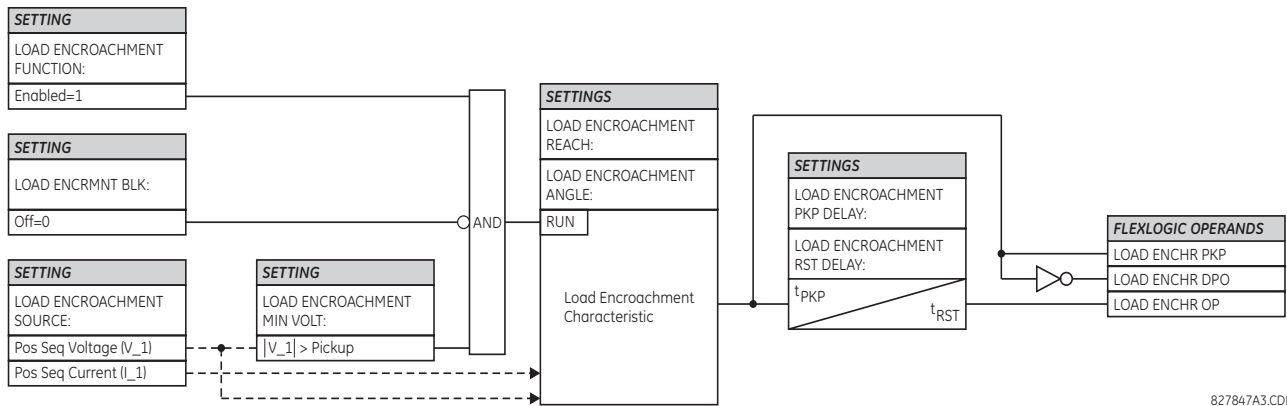 SETTING
LOAD ENCROACHMENT
FUNCTION:
Enabled=1
SETTING
LOAD ENCRMNT BLK:
Off=0
SETTING
LOAD ENCROACHMENT
SOURCE:
Pos Seq Voltage (V_1)
Pos Seq Current (I_1)
SETTING
LOAD ENCROACHMENT
MIN VOLT:
|V_1| > Pickup
AND
SETTINGS
LOAD ENCROACHMENT
REACH:
LOAD ENCROACHMENT
ANGLE:
RUN
Load Encroachment
Characteristic
SETTINGS
LOAD ENCROACHMENT
PKP DELAY:
LOAD ENCROACHMENT
RST DELAY:
tPKP
tRST
FLEXLOGIC OPERANDS
LOAD ENCHR PKP
LOAD ENCHR DPO
LOAD ENCHR OP